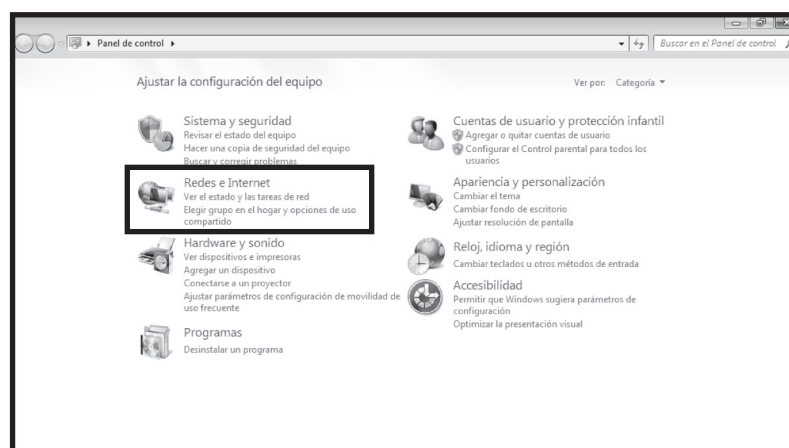 Panel de control
Buscar en el Panel de control
Ajustar la configuración del equipo
Ver por: Categoría
Sistema y seguridad
Revisar el estado del equipo
Hacer una copia de seguridad del equipo
Buscar y corregir problemas
Redes e Internet
Ver el estado y las tareas de red
Elegir grupo en el hogar y opciones de uso
compartido
Hardware y sonido
Ver dispositivos e impresoras
Agregar un dispositivo
Conectarse a un proyector
Ajustar parámetros de configuración de movilidad de
uso frecuente
Programas
Desinstalar un programa
Cuentas de usuario y protección infantil
Agregar o quitar cuentas de usuario
Configurar el Control parental para todos los
usuarios
Apariencia y personalización
Cambiar el tema
Cambiar fondo de escritorio
Ajustar resolución de pantalla
Reloj, idioma y región
Cambiar teclados u otros métodos de entrada
Accesibilidad
Permitir que Windows sugiera parámetros de
configuración
Optimizar la presentación visual